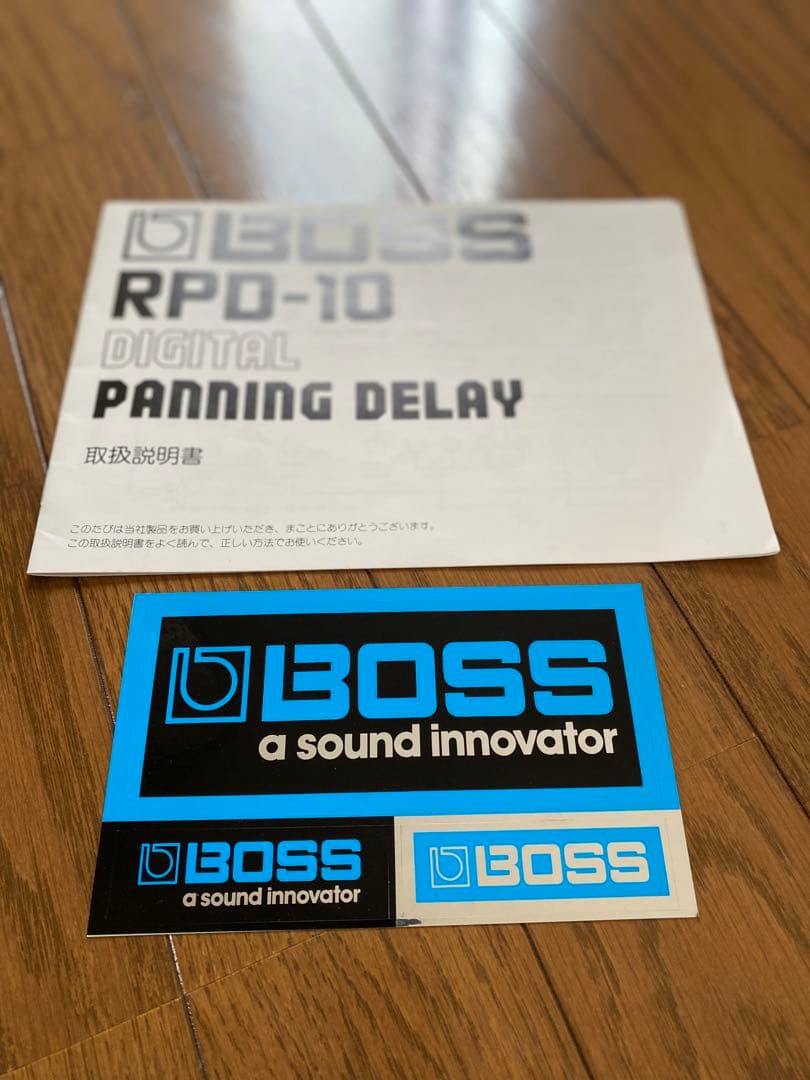 BOSS
RPD-10
DIGITAL
PANNING DELAY
取扱説明書
このたびは当社製品をお買い上げいただき、まことにありがとうございます。
この取扱説明書をよく読んで、正しい方法でお使いください。
BOSS
a sound innovator
BOSS
a sound innovator
BOSS